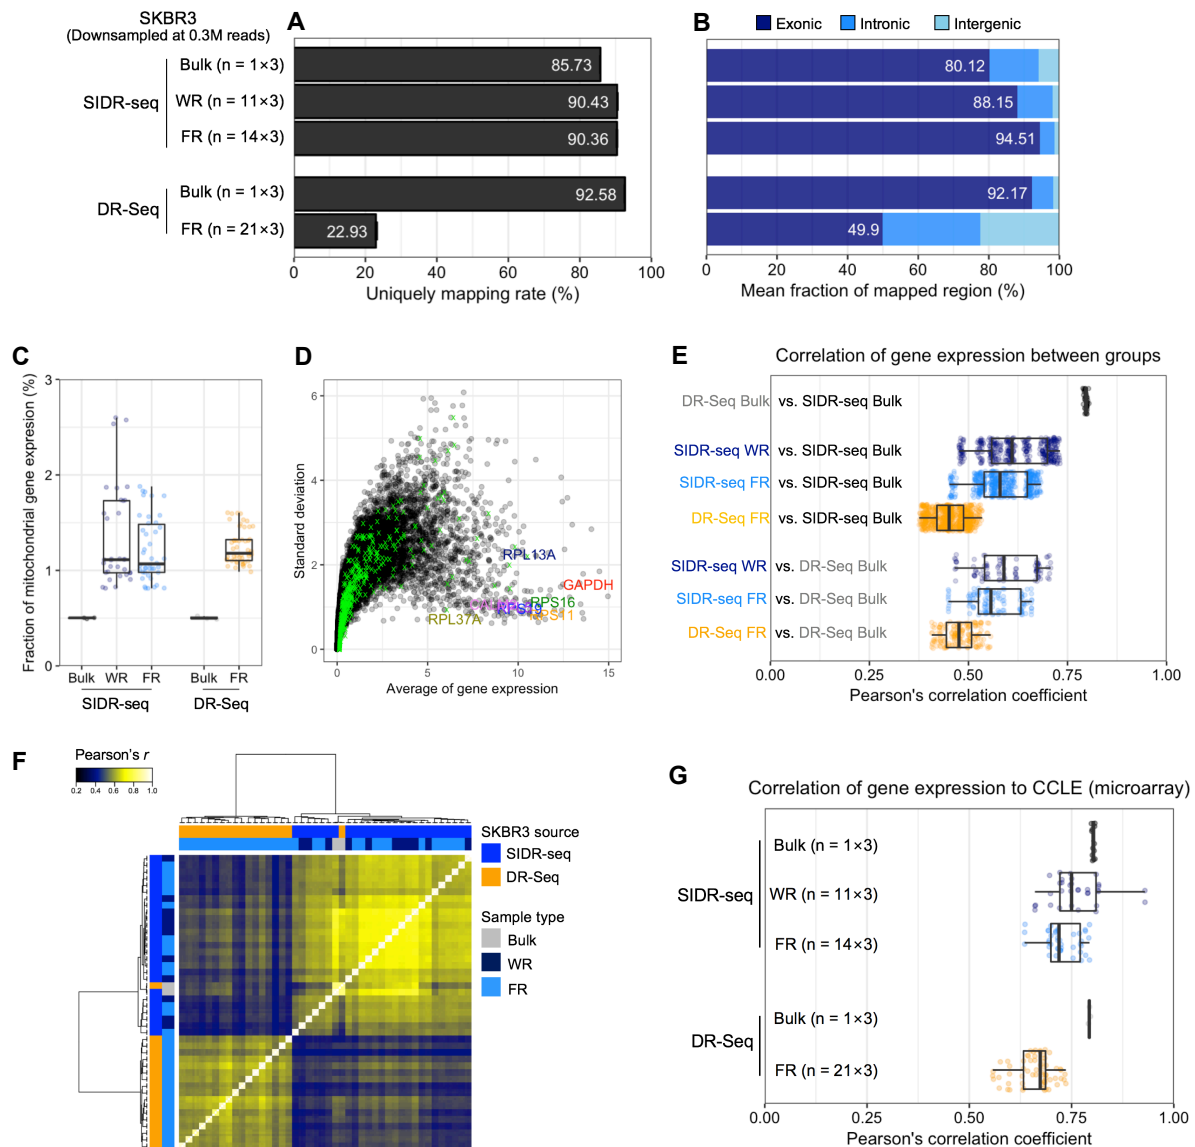 SKBR3
(Downsampled at 0.3M reads)
A
Bulk (n = 1×3)
WR (n = 11×3)
FR (n = 14×3)
SIDR-seq
Bulk (n = 1×3)
FR (n = 21×3)
DR-Seq
85.73
90.43
90.36
92.58
22.93
0 20 40 60 80 100
Uniquely mapping rate (%)
B
Exonic Intronic Intergenic
80.12
88.15
94.51
92.17
49.9
0 20 40 60 80 100
Mean fraction of mapped region (%)
C
Fraction of mitochondrial gene expresion (%)
3
2
1
0
Bulk WR FR Bulk FR
SIDR-seq DR-Seq
D
Standard deviation
6
4
2
0
RPL13A
GAPDH
RPS16
RPS19
RPS11
RPL37A
0 5 10 15
Average of gene expression
E
Correlation of gene expression between groups
DR-Seq Bulk vs. SIDR-seq Bulk
SIDR-seq WR vs. SIDR-seq Bulk
SIDR-seq FR vs. SIDR-seq Bulk
DR-Seq FR vs. SIDR-seq Bulk
SIDR-seq WR vs. DR-Seq Bulk
SIDR-seq FR vs. DR-Seq Bulk
DR-Seq FR vs. DR-Seq Bulk
0.00 0.25 0.50 0.75 1.00
Pearson's correlation coefficient
F
Pearson's r
0.2 0.4 0.6 0.8 1.0
SKBR3 source
SIDR-seq
DR-Seq
Sample type
Bulk
WR
FR
G
Correlation of gene expression to CCLE (microarray)
Bulk (n = 1×3)
SIDR-seq
WR (n = 11×3)
FR (n = 14×3)
Bulk (n = 1×3)
DR-Seq
FR (n = 21×3)
0.00 0.25 0.50 0.75 1.00
Pearson's correlation coefficient